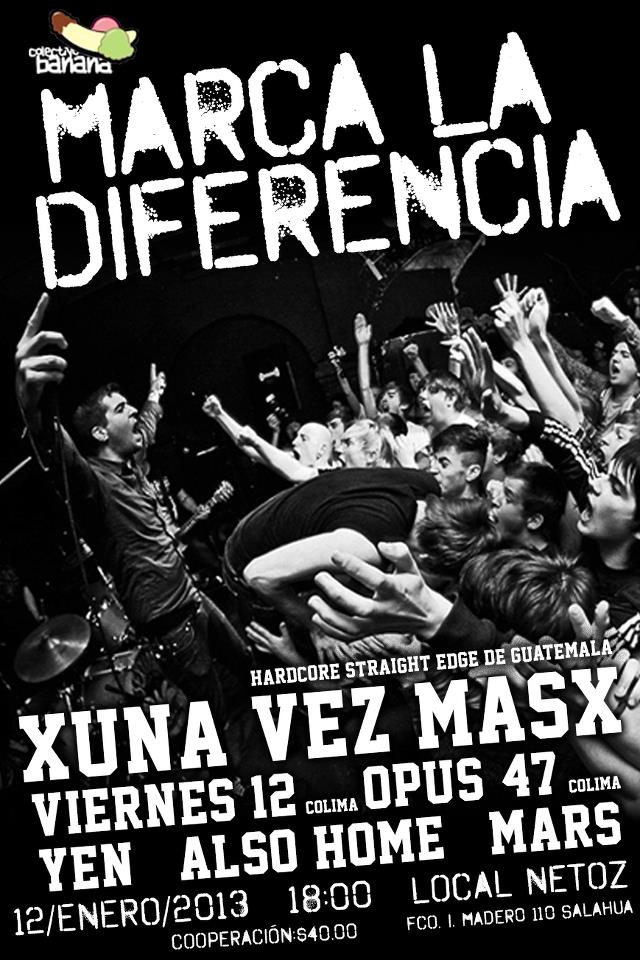 colectivo
banana
MARCA LA
DIFERENCIA
HARDCORE STRAIGHT EDGE DE GUATEMALA
XUNA VEZ MASX
VIERNES 12 COLIMA OPUS 47 COLIMA
YEN ALSO HOME MARS
12/ENERO/2013 18:00 LOCAL NETOZ
COOPERACIÓN:$40.00 FCO. I. MADERO 110 SALAHUA